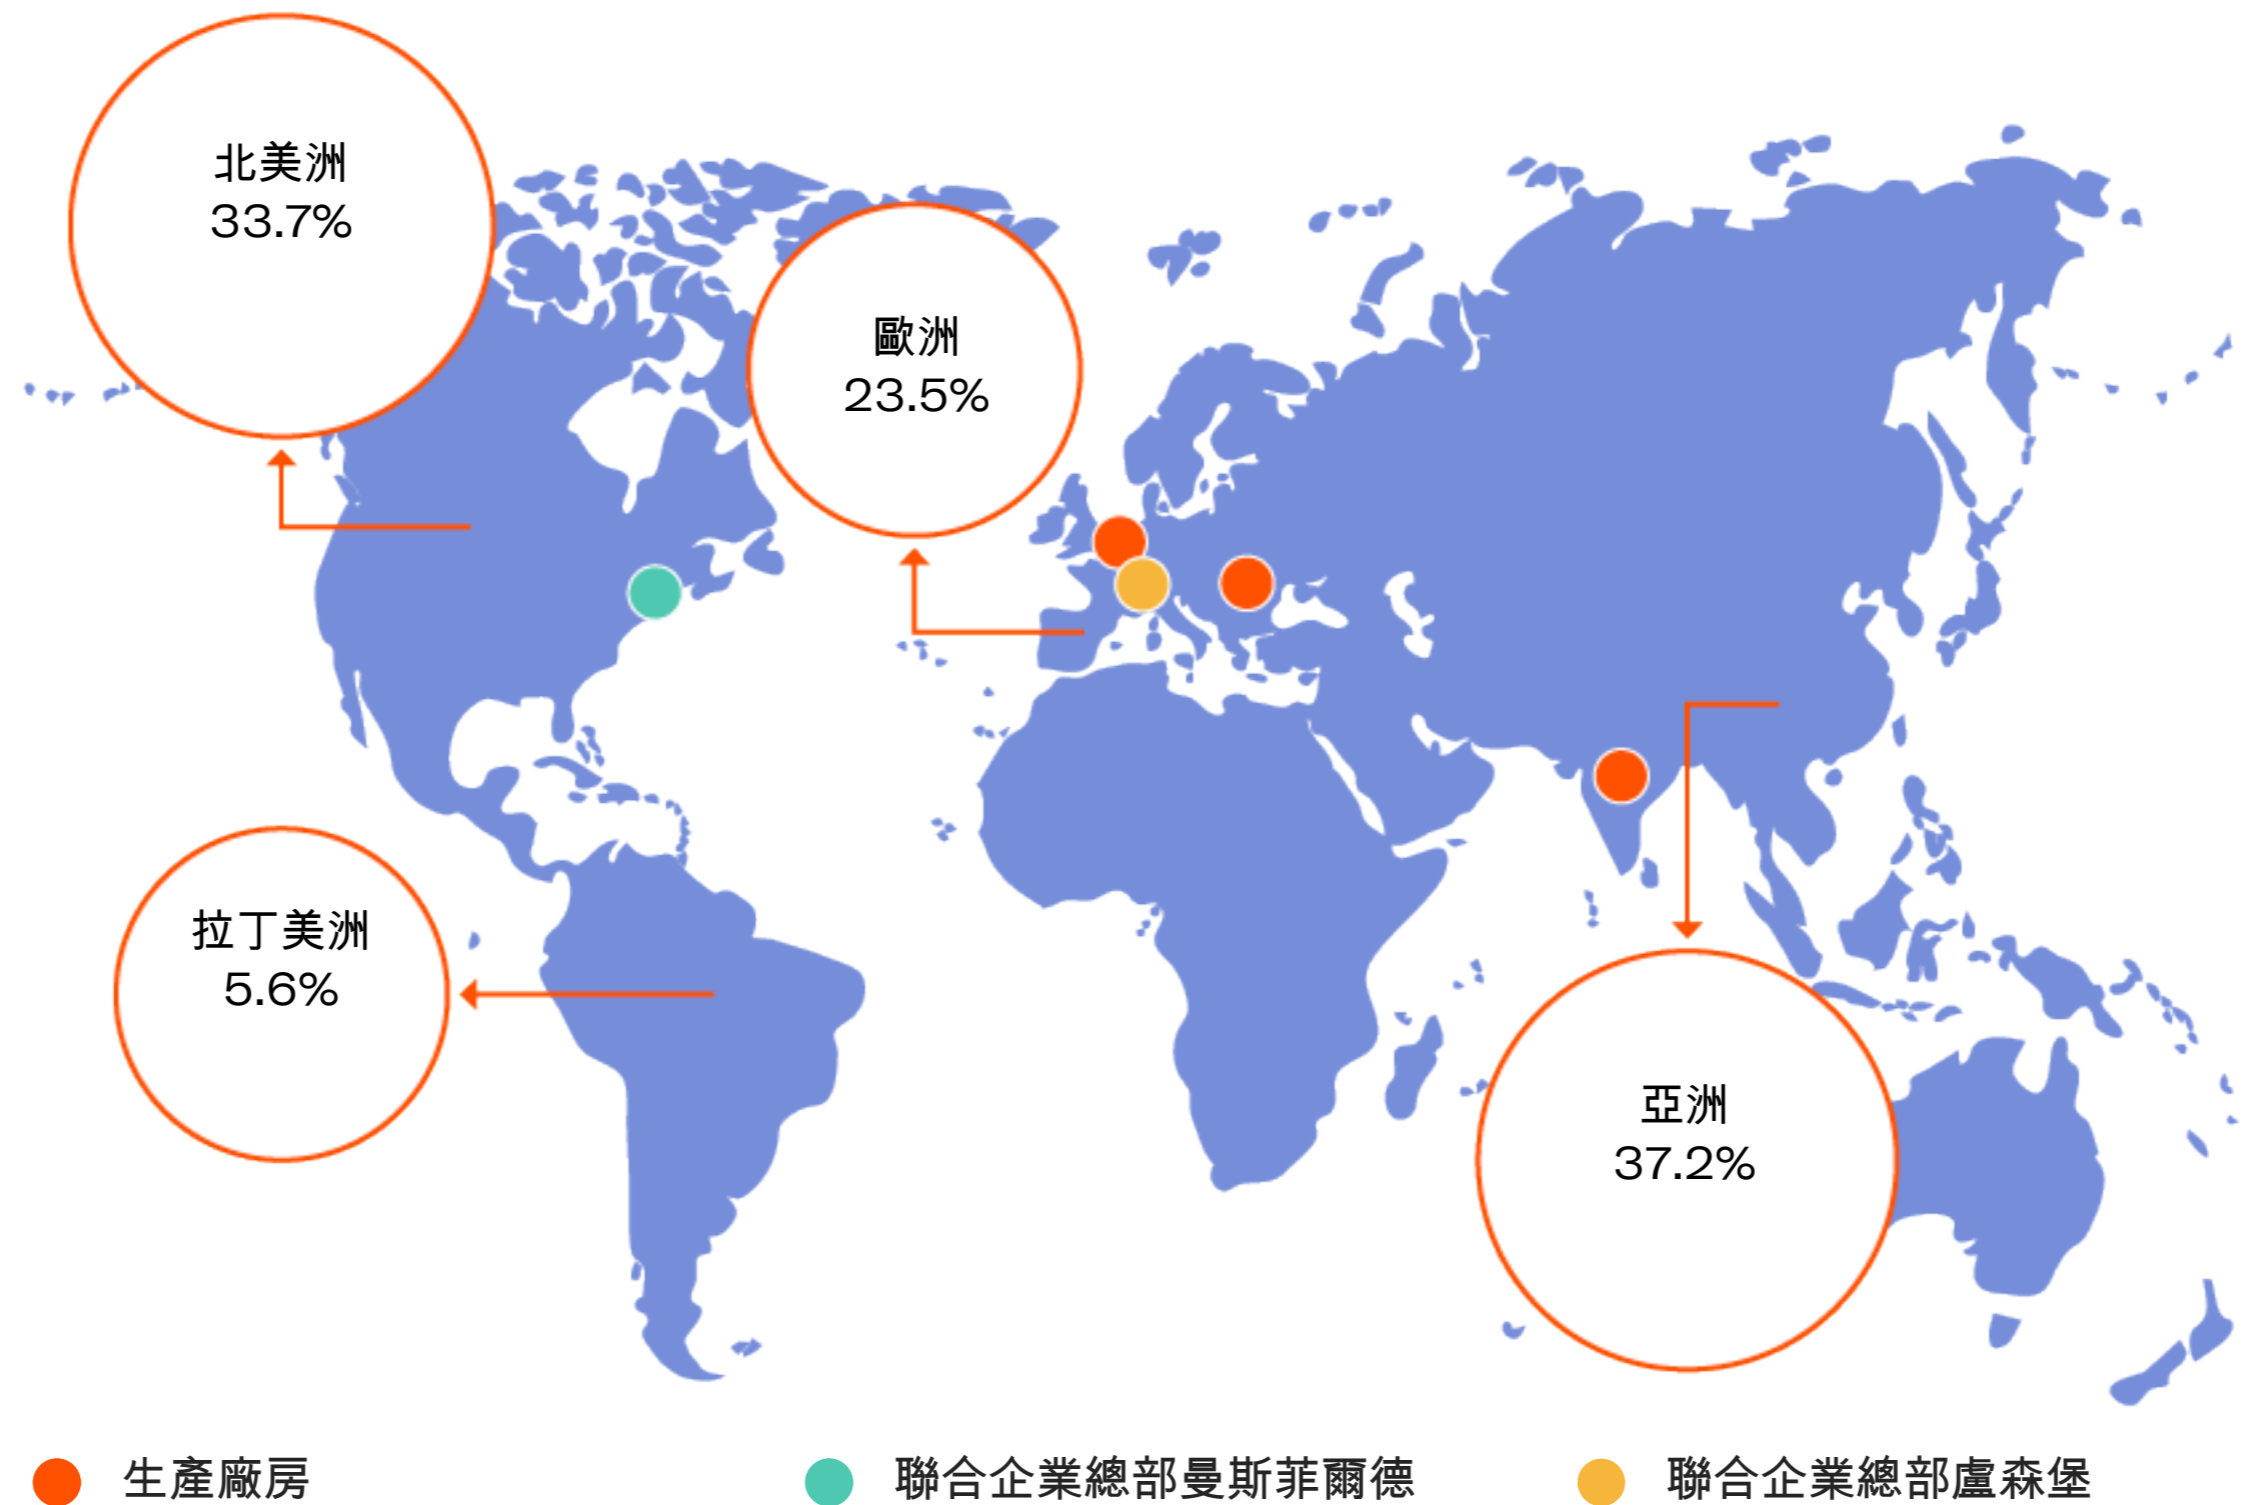 北美洲
33.7%
歐洲
23.5%
拉丁美洲
5.6%
亞洲
37.2%
生產廠房
聯合企業總部曼斯菲爾德
聯合企業總部盧森堡